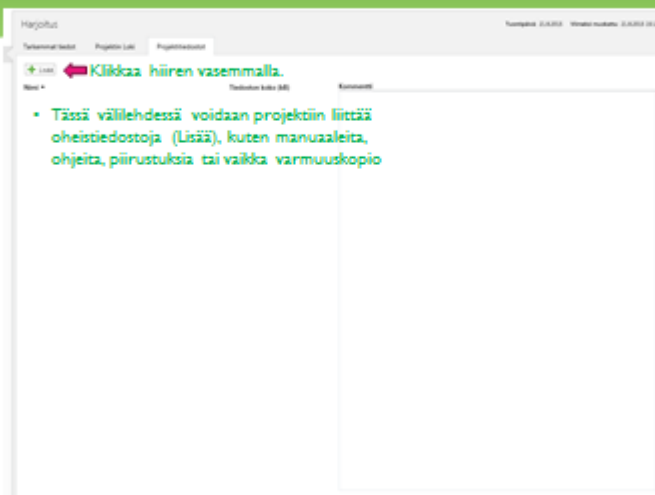 Harjoitus
Tarkemmat tiedot Projektin Loki Projektitiedostot
Lisää Klikkaa hiiren vasemmalla.
Nimi Tiedoston koko (kB) Kommentti
• Tässä välilehdessä voidaan projektiin liittää
oheistiedostoja (Lisää), kuten manuaaleita,
ohjeita, piirustuksia tai vaikka varmuuskopio